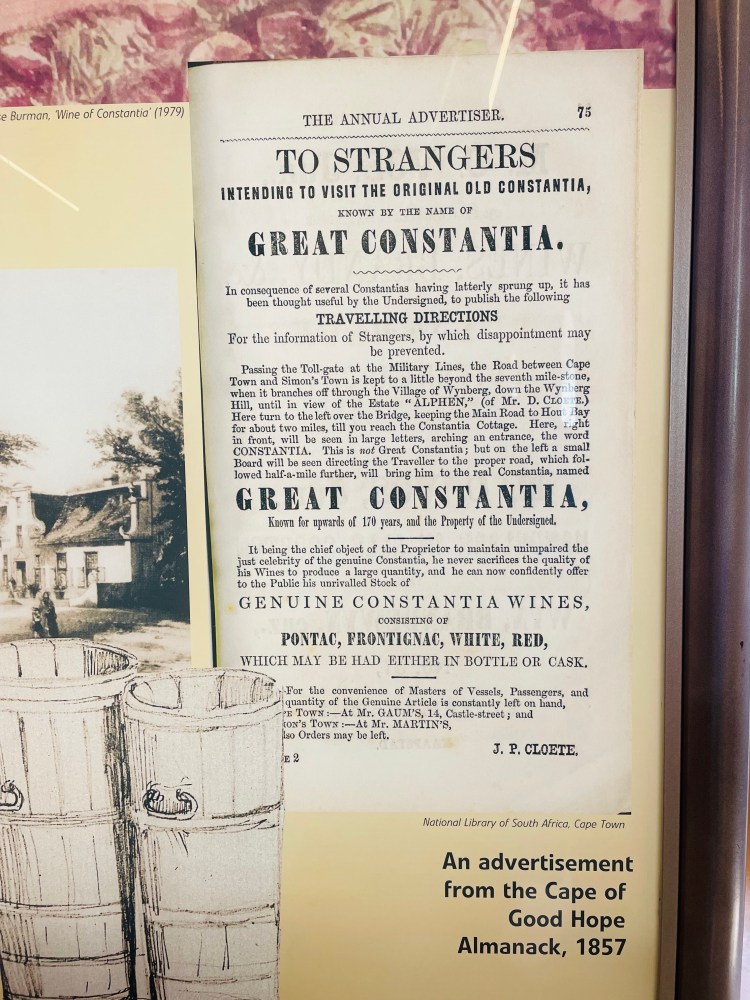 se Burman, 'Wine of Constantia' (1979)
THE ANNUAL ADVERTISER. 75
TO STRANGERS
INTENDING TO VISIT THE ORIGINAL OLD CONSTANTIA,
KNOWN BY THE NAME OF
GREAT CONSTANTIA.
In consequence of several Constantias having latterly sprung up, it has
been thought useful by the Undersigned, to publish the following
TRAVELLING DIRECTIONS
For the information of Strangers, by which disappointment may
be prevented.
Passing the Toll-gate at the Military Lines, the Road between Cape
Town and Simon's Town is kept to a little beyond the seventh mile-stone,
when it branches off through the Village of Wynberg, down the Wynberg
Hill, until in view of the Estate "ALPHEN," (of Mr. D. CLOETE.)
Here turn to the left over the Bridge, keeping the Main Road to Hout Bay
for about two miles, till you reach the Constantia Cottage. Here, right
in front, will be seen in large letters, arching an entrance, the word
CONSTANTIA. This is not Great Constantia; but on the left a small
Board will be seen directing the Traveller to the proper road, which fol-
lowed half-a-mile further, will bring him to the real Constantia, named
GREAT CONSTANTIA,
Known for upwards of 170 years, and the Property of the Undersigned.
It being the chief object of the Proprietor to maintain unimpaired the
just celebrity of the genuine Constantia, he never sacrifices the quality of
his Wines to produce a large quantity, and he can now confidently offer
to the Public his unrivalled Stock of
GENUINE CONSTANTIA WINES,
CONSISTING OF
PONTAC, FRONTIGNAC, WHITE, RED,
WHICH MAY BE HAD EITHER IN BOTTLE OR CASK.
For the convenience of Masters of Vessels, Passengers, and
quantity of the Genuine Article is constantly left on hand,
PE TOWN:—At Mr. GAUM'S, 14, Castle-street; and
ON'S TOWN:—At Mr. MARTIN'S,
lso Orders may be left.
J. P. CLOETE.
E 2
National Library of South Africa, Cape Town
An advertisement
from the Cape of
Good Hope
Almanack, 1857